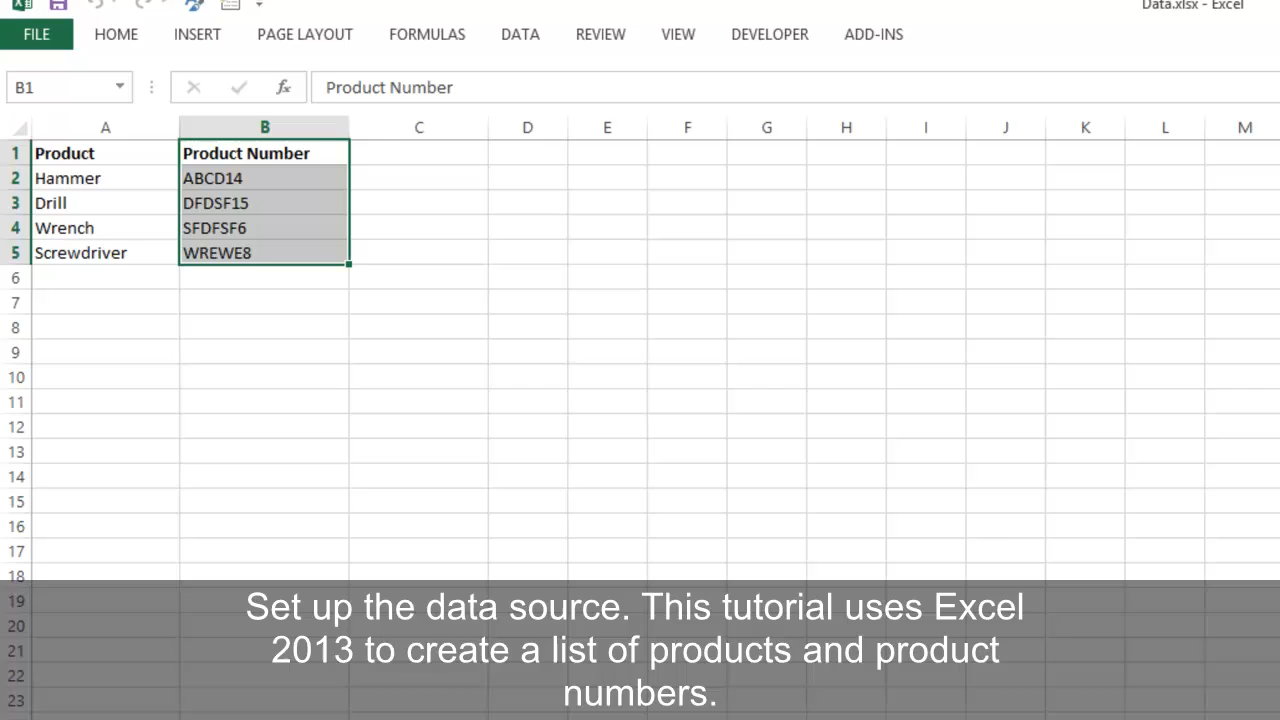 Data.xlsx - Excel
FILE HOME INSERT PAGE LAYOUT FORMULAS DATA REVIEW VIEW DEVELOPER ADD-INS
B1 fx Product Number
A B C D E F G H I J K L M
1 Product Product Number
2 Hammer ABCD14
3 Drill DFDSF15
4 Wrench SFDFSF6
5 Screwdriver WREWE8
6
7
8
9
10
11
12
13
14
15
16
17
18
19
20
21
22
23
Set up the data source. This tutorial uses Excel
2013 to create a list of products and product
numbers.